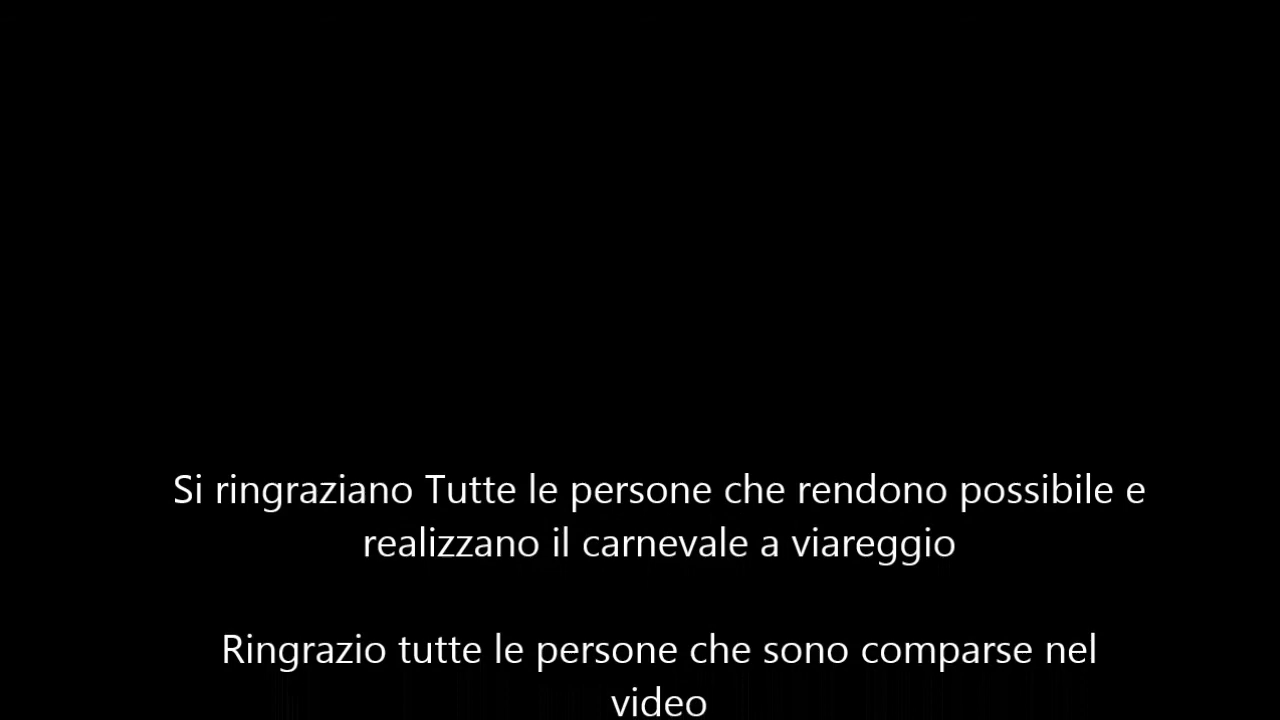 Si ringraziano Tutte le persone che rendono possibile e
realizzano il carnevale a viareggio
Ringrazio tutte le persone che sono comparse nel
video